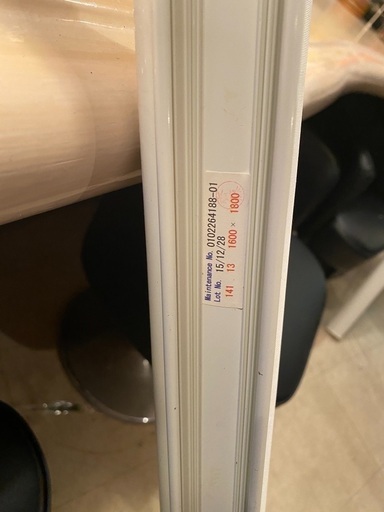 Maintenance No. 0102264188-01
Lot No. 15/12/28
141 13 1600 × 1800